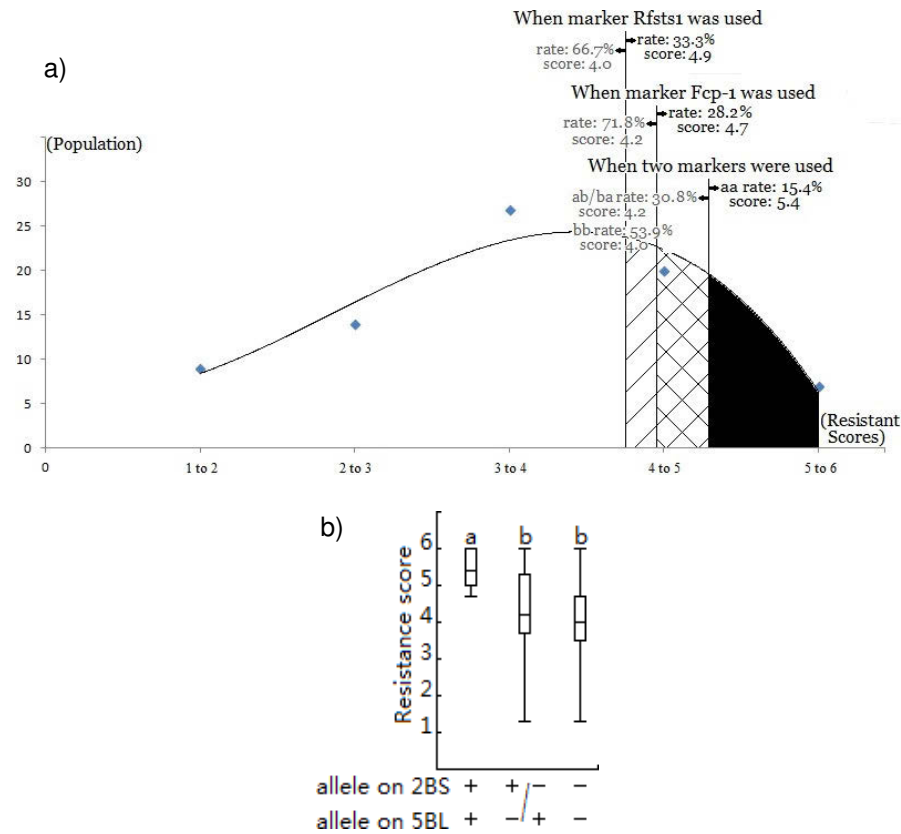 When marker Rfsts1 was used
a)
rate: 66.7%
score: 4.0
rate: 33.3%
score: 4.9
When marker Fcp-1 was used
rate: 71.8%
score: 4.2
rate: 28.2%
score: 4.7
When two markers were used
ab/ba rate: 30.8%
score: 4.2
bb rate: 53.9%
score: 4.0
aa rate: 15.4%
score: 5.4
(Population)
30
25
20
15
10
5
0
(Resistant
Scores)
0 1 to 2 2 to 3 3 to 4 4 to 5 5 to 6
b)
a b b
Resistance score
6
5
4
3
2
1
allele on 2BS + +/− −
allele on 5BL + −/+ −